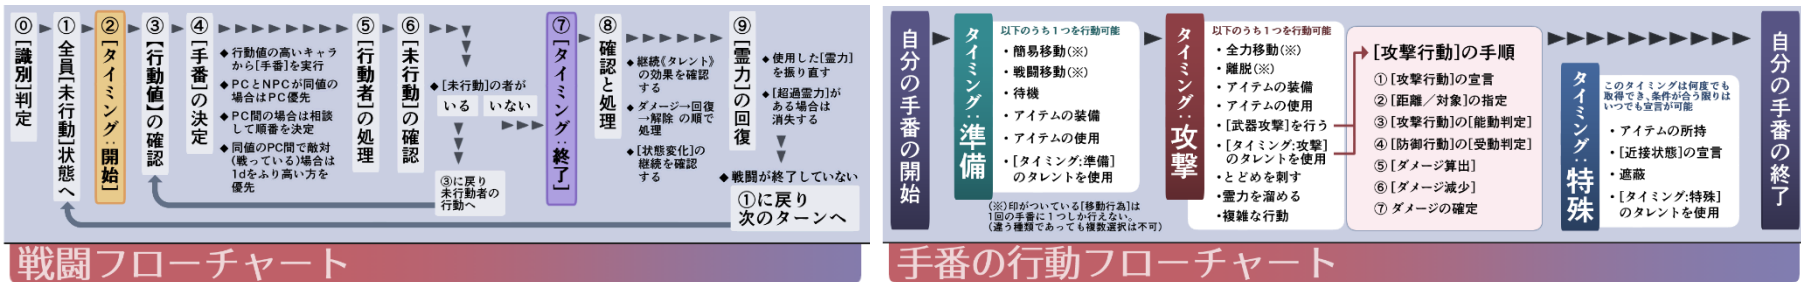 ⓪[識別]判定
①全員[未行動]状態へ
②[タイミング:開始]
③【行動値】の確認
④[手番]の決定
◆行動値の高いキャラ
から[手番]を実行
◆PCとNPCが同値の
場合はPC優先
◆PC間の場合は相談
して順番を決定
◆同値のPC間で敵対
(戦っている)場合は
1dをふり高い方を
優先
⑤[行動者]の処理
⑥[未行動]の確認
◆[未行動]の者が
いる
いない
③に戻り
未行動者の
行動へ
⑦[タイミング:終了]
⑧確認と処理
◆継続《タレント》
の効果を確認
する
◆ダメージ→回復
→解除 の順で
処理
◆[状態変化]の
継続を確認
する
⑨[霊力]の回復
◆使用した[霊力]
を振り直す
◆[超過霊力]が
ある場合は
消失する
◆戦闘が終了していない
①に戻り
次のターンへ
戦闘フローチャート
自分の手番の開始
タイミング:準備
以下のうち1つを行動可能
・簡易移動(※)
・戦闘移動(※)
・待機
・アイテムの装備
・アイテムの使用
・[タイミング:準備]
のタレントを使用
(※)印がついている[移動行為]は
1回の手番に1つしか行えない。
(違う種類であっても複数選択は不可)
タイミング:攻撃
以下のうち1つを行動可能
・全力移動(※)
・離脱(※)
・アイテムの装備
・アイテムの使用
・[武器攻撃]を行う
・[タイミング:攻撃]
のタレントを使用
・とどめを刺す
・霊力を溜める
・複雑な行動
[攻撃行動]の手順
①[攻撃行動]の宣言
②[距離/対象]の指定
③[攻撃行動]の[能動判定]
④[防御行動]の[受動判定]
⑤[ダメージ算出]
⑥[ダメージ減少]
⑦ダメージの確定
タイミング:特殊
このタイミングは何度でも
取得でき、条件が合う限りは
いつでも宣言が可能
・アイテムの所持
・[近接状態]の宣言
・遮蔽
・[タイミング:特殊]
のタレントを使用
自分の手番の終了
手番の行動フローチャート